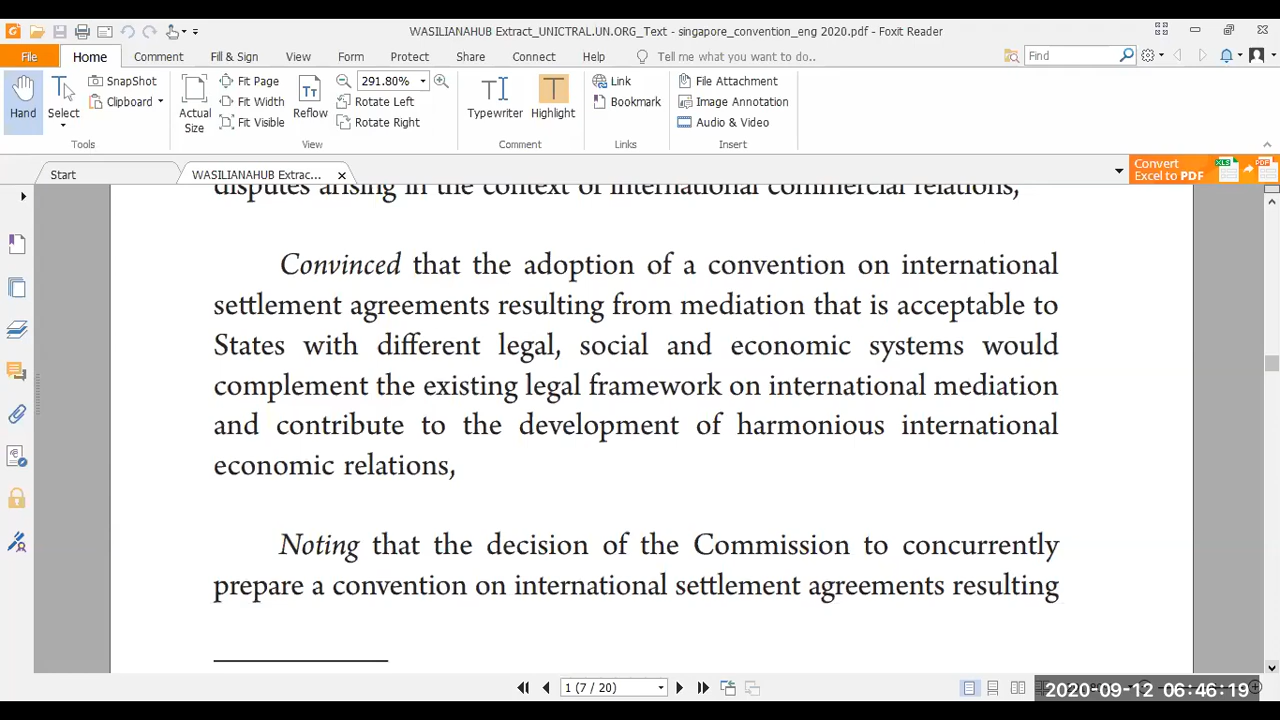 WASILIANAHUB Extract_UNICTRAL.UN.ORG_Text - singapore_convention_eng 2020.pdf - Foxit Reader
File Home Comment Fill & Sign View Form Protect Share Connect Help Tell me what you want to do.. Find
Hand
Select
SnapShot
Clipboard
Tools
Actual Size
Fit Page
Fit Width
Fit Visible
Reflow
291.80%
Rotate Left
Rotate Right
View
Typewriter
Highlight
Comment
Link
Bookmark
Links
File Attachment
Image Annotation
Audio & Video
Insert
Start
WASILIANAHUB Extrac...
Convert
Excel to PDF
XLS
PDF
disputes arising in the context of international commercial relations,
Convinced that the adoption of a convention on international
settlement agreements resulting from mediation that is acceptable to
States with different legal, social and economic systems would
complement the existing legal framework on international mediation
and contribute to the development of harmonious international
economic relations,
Noting that the decision of the Commission to concurrently
prepare a convention on international settlement agreements resulting
1 (7 / 20)
2020-09-12 06:46:19